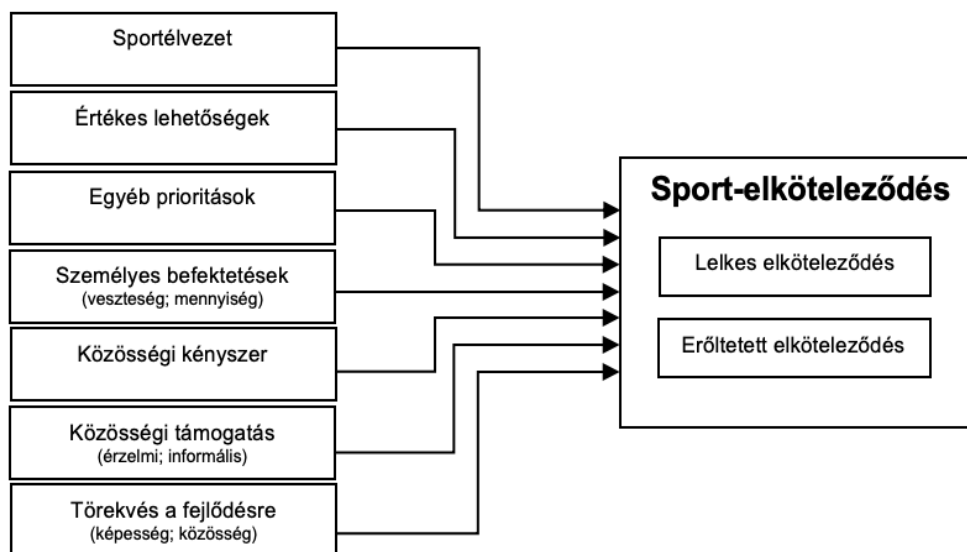 Sportélvezet
Értékes lehetőségek
Egyéb prioritások
Személyes befektetések
(veszteség; mennyiség)
Közösségi kényszer
Közösségi támogatás
(érzelmi; informális)
Törekvés a fejlődésre
(képesség; közösség)
Sport-elköteleződés
Lelkes elköteleződés
Erőltetett elköteleződés